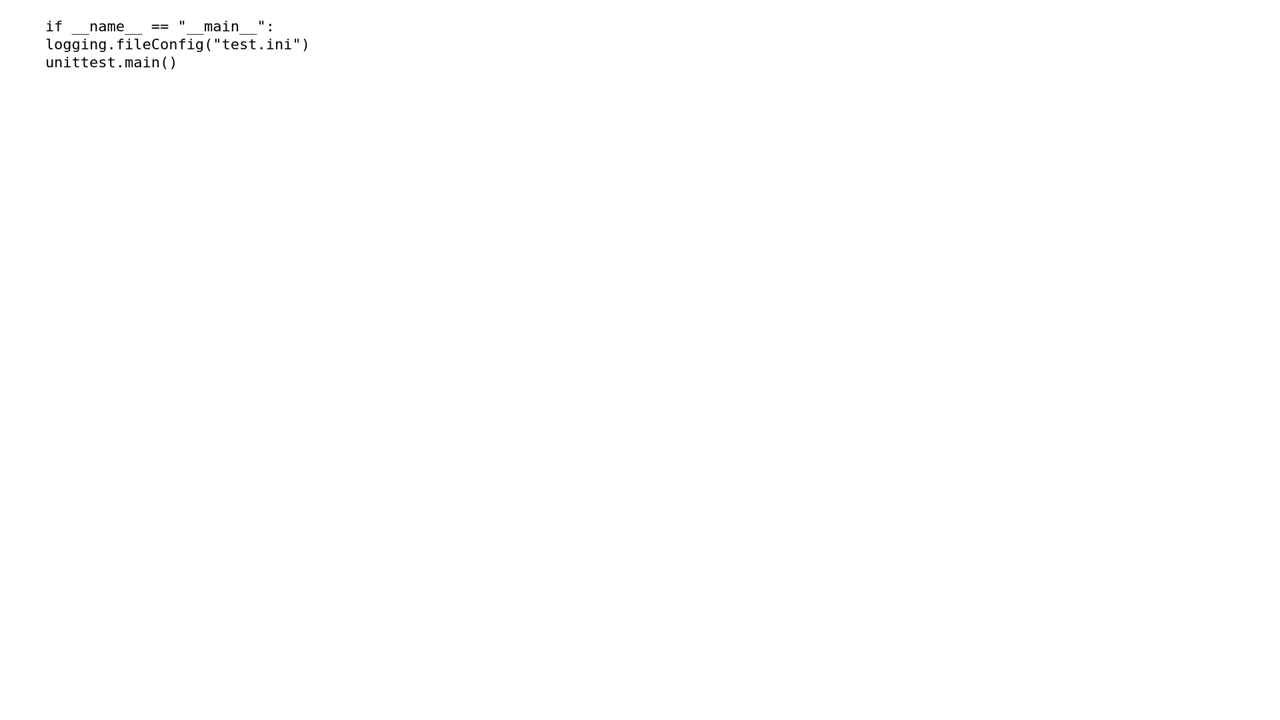 if __name__ == "__main__":
logging.fileConfig("test.ini")
unittest.main()